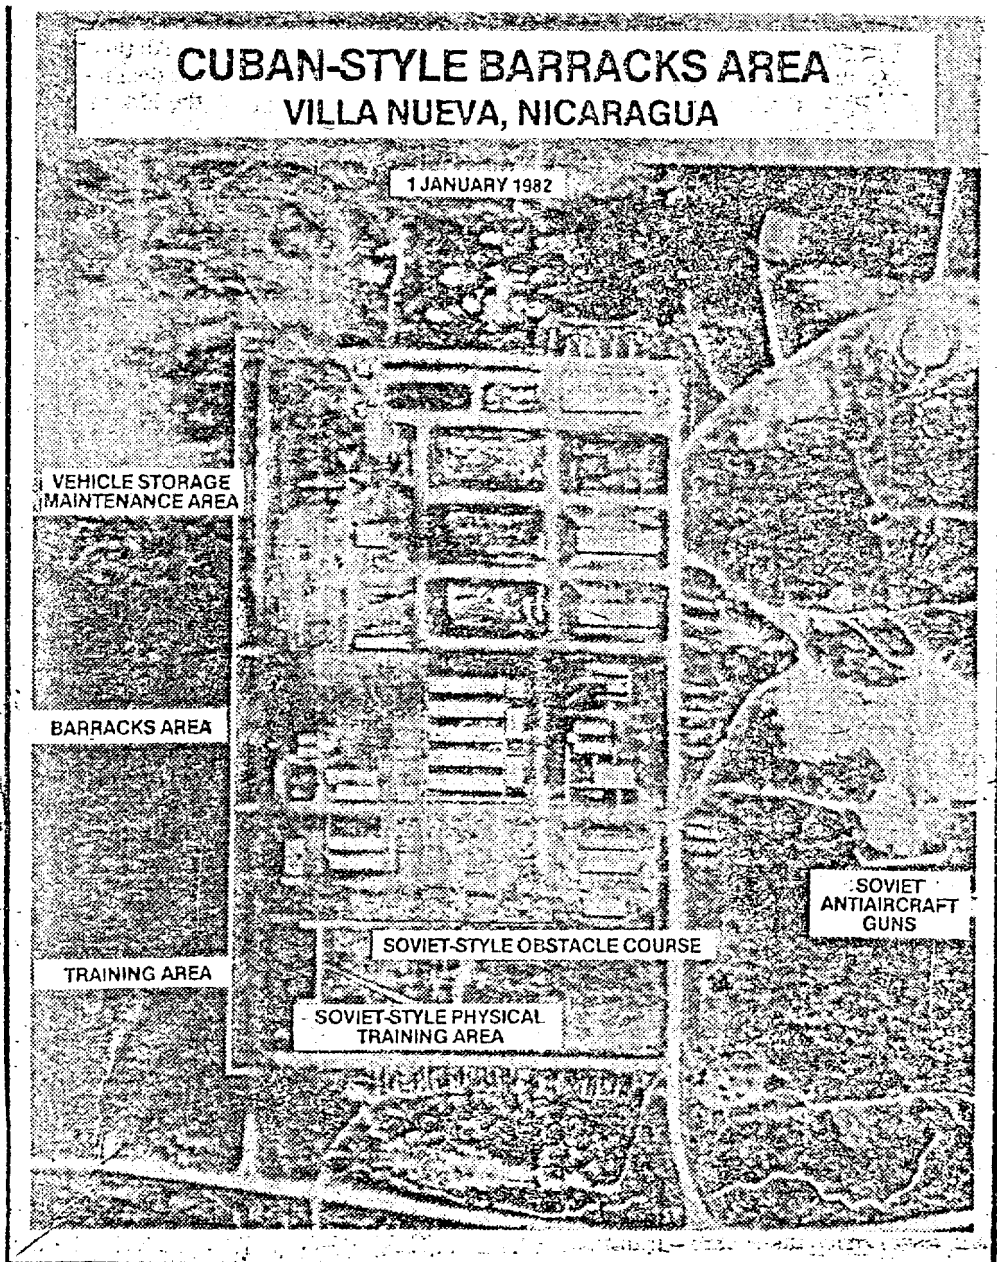 CUBAN-STYLE BARRACKS AREA
VILLA NUEVA, NICARAGUA
1 JANUARY 1982
VEHICLE STORAGE
MAINTENANCE AREA
BARRACKS AREA
SOVIET
ANTIAIRCRAFT
GUNS
SOVIET-STYLE OBSTACLE COURSE
TRAINING AREA
SOVIET-STYLE PHYSICAL
TRAINING AREA